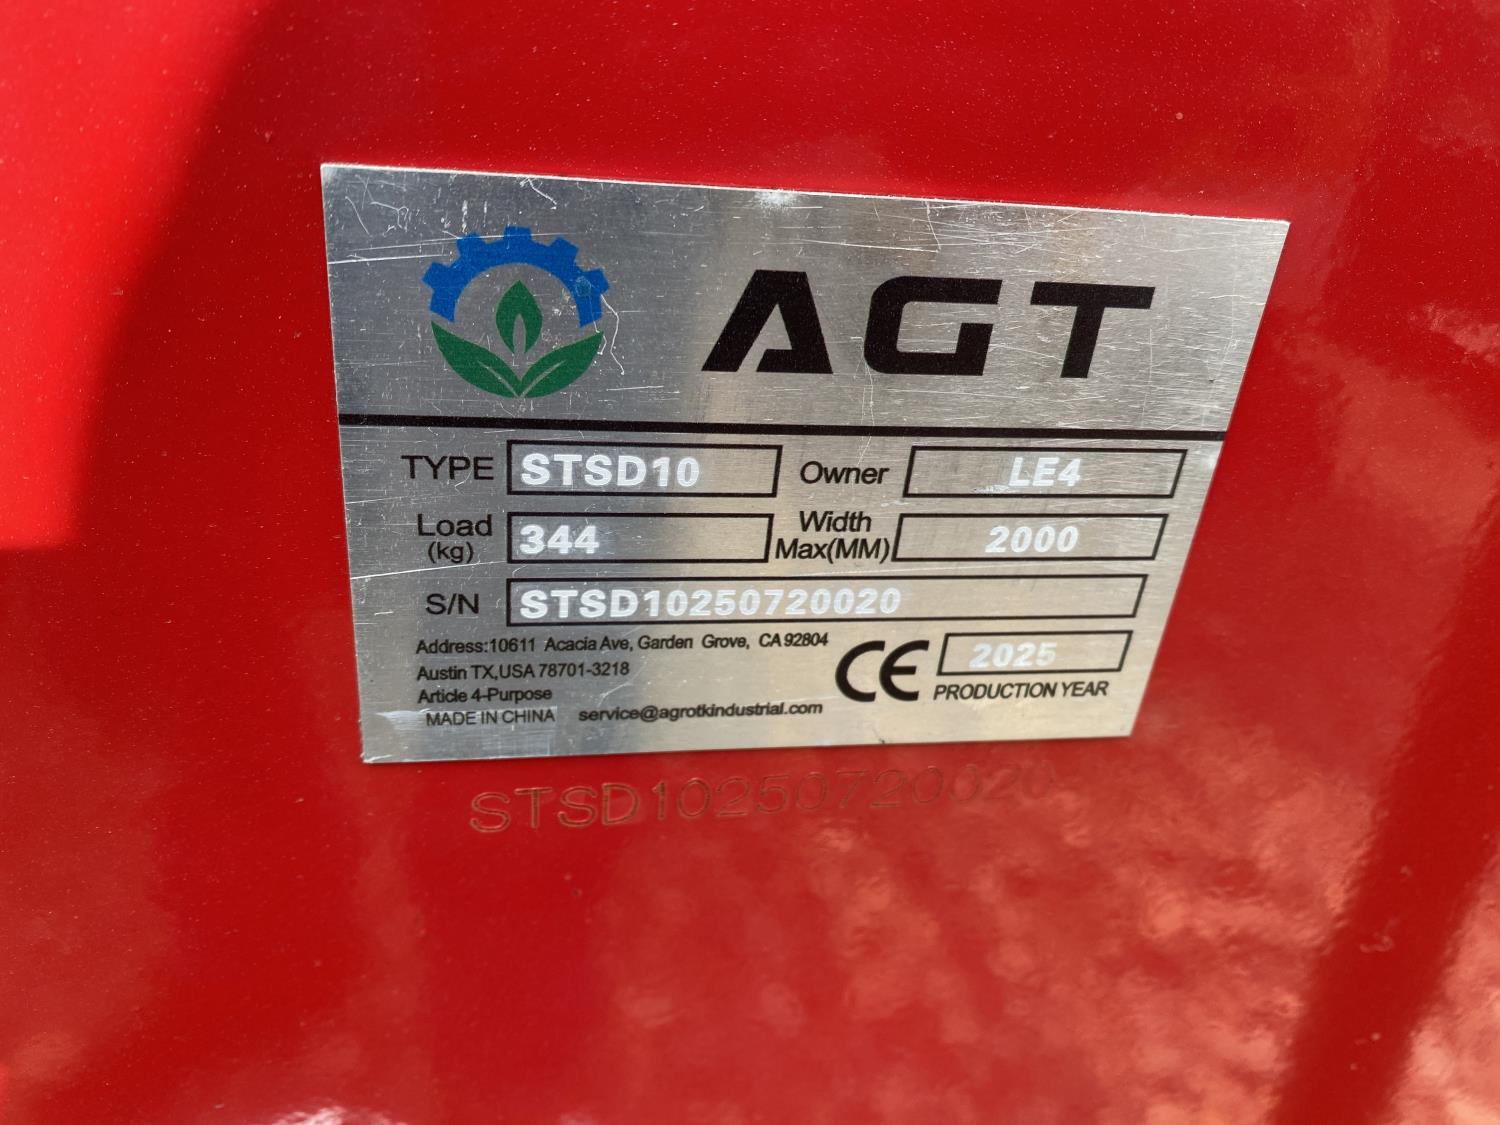 AGT
TYPE STSD10 Owner LE4
Load (kg) 344 Width Max(MM) 2000
S/N STSD10250720020
Address:10611 Acacia Ave, Garden Grove, CA 92804
Austin TX,USA 78701-3218
Article 4-Purpose
MADE IN CHINA service@agrotkindustrial.com
CE 2025
PRODUCTION YEAR
STSD10250720020